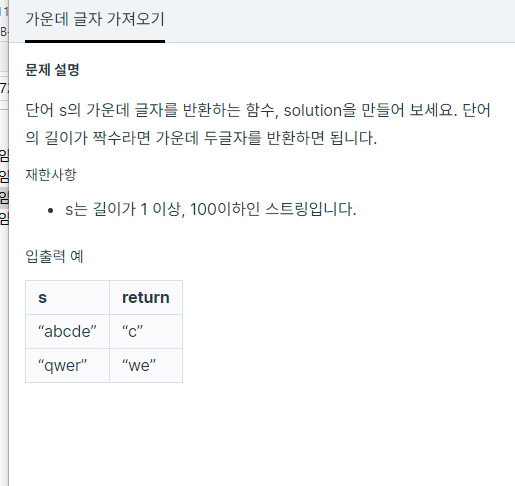 가운데 글자 가져오기
문제 설명
단어 s의 가운데 글자를 반환하는 함수, solution을 만들어 보세요. 단어
의 길이가 짝수라면 가운데 두글자를 반환하면 됩니다.
재한사항
s는 길이가 1 이상, 100이하인 스트링입니다.
입출력 예
s return
“abcde” “c”
“qwer” “we”